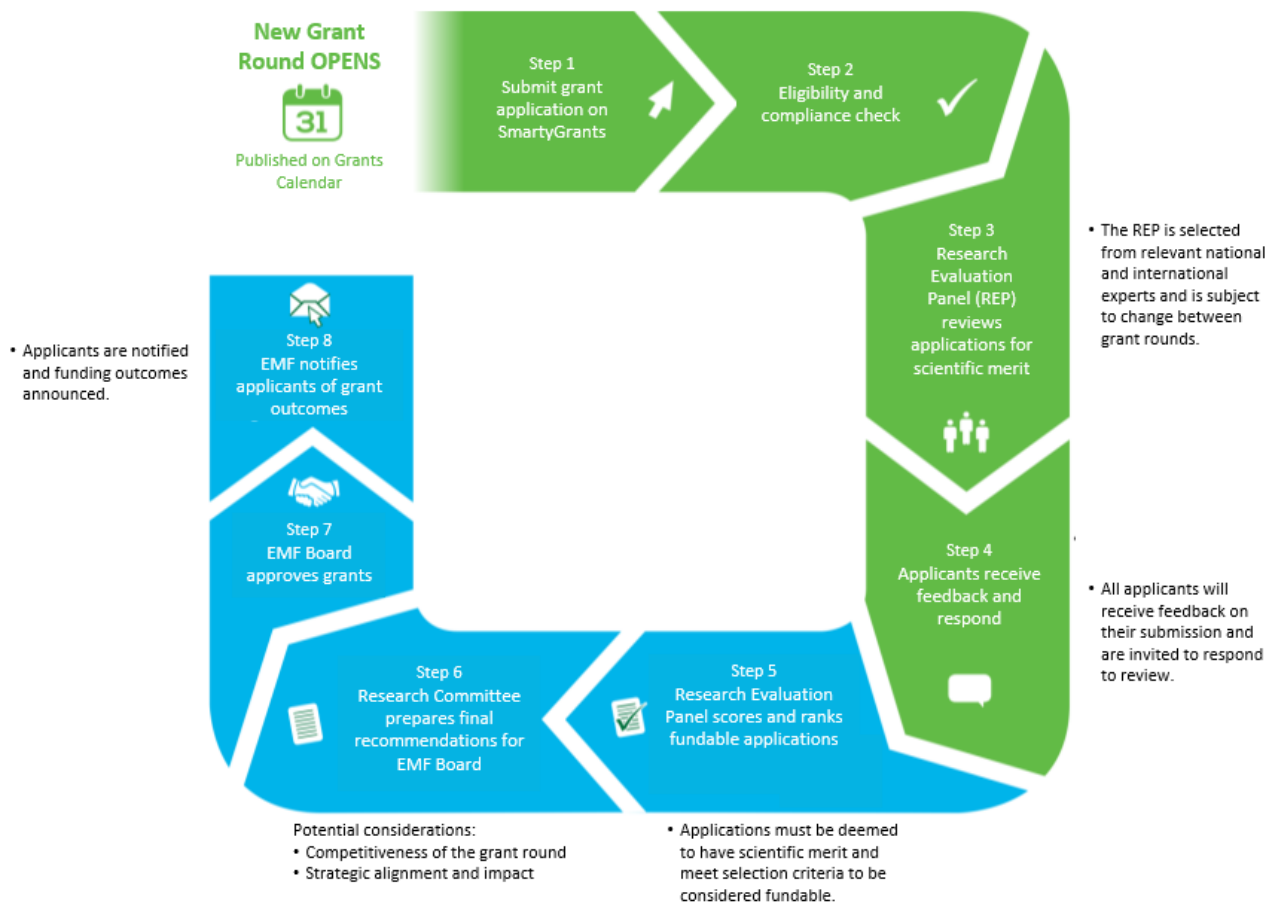 New Grant
Round OPENS
31
Published on Grants
Calendar
Step 1
Submit grant
application on
SmartyGrants
Step 2
Eligibility and
compliance check
Step 3
Research
Evaluation
Panel (REP)
reviews
applications for
scientific merit
• The REP is selected
from relevant national
and international
experts and is subject
to change between
grant rounds.
Step 4
Applicants receive
feedback and
respond
• All applicants will
receive feedback on
their submission and
are invited to respond
to review.
Step 5
Research Evaluation
Panel scores and ranks
fundable applications
• Applications must be deemed
to have scientific merit and
meet selection criteria to be
considered fundable.
Step 6
Research Committee
prepares final
recommendations for
EMF Board
Potential considerations:
• Competitiveness of the grant round
• Strategic alignment and impact
Step 7
EMF Board
approves grants
Step 8
EMF notifies
applicants of grant
outcomes
• Applicants are notified
and funding outcomes
announced.